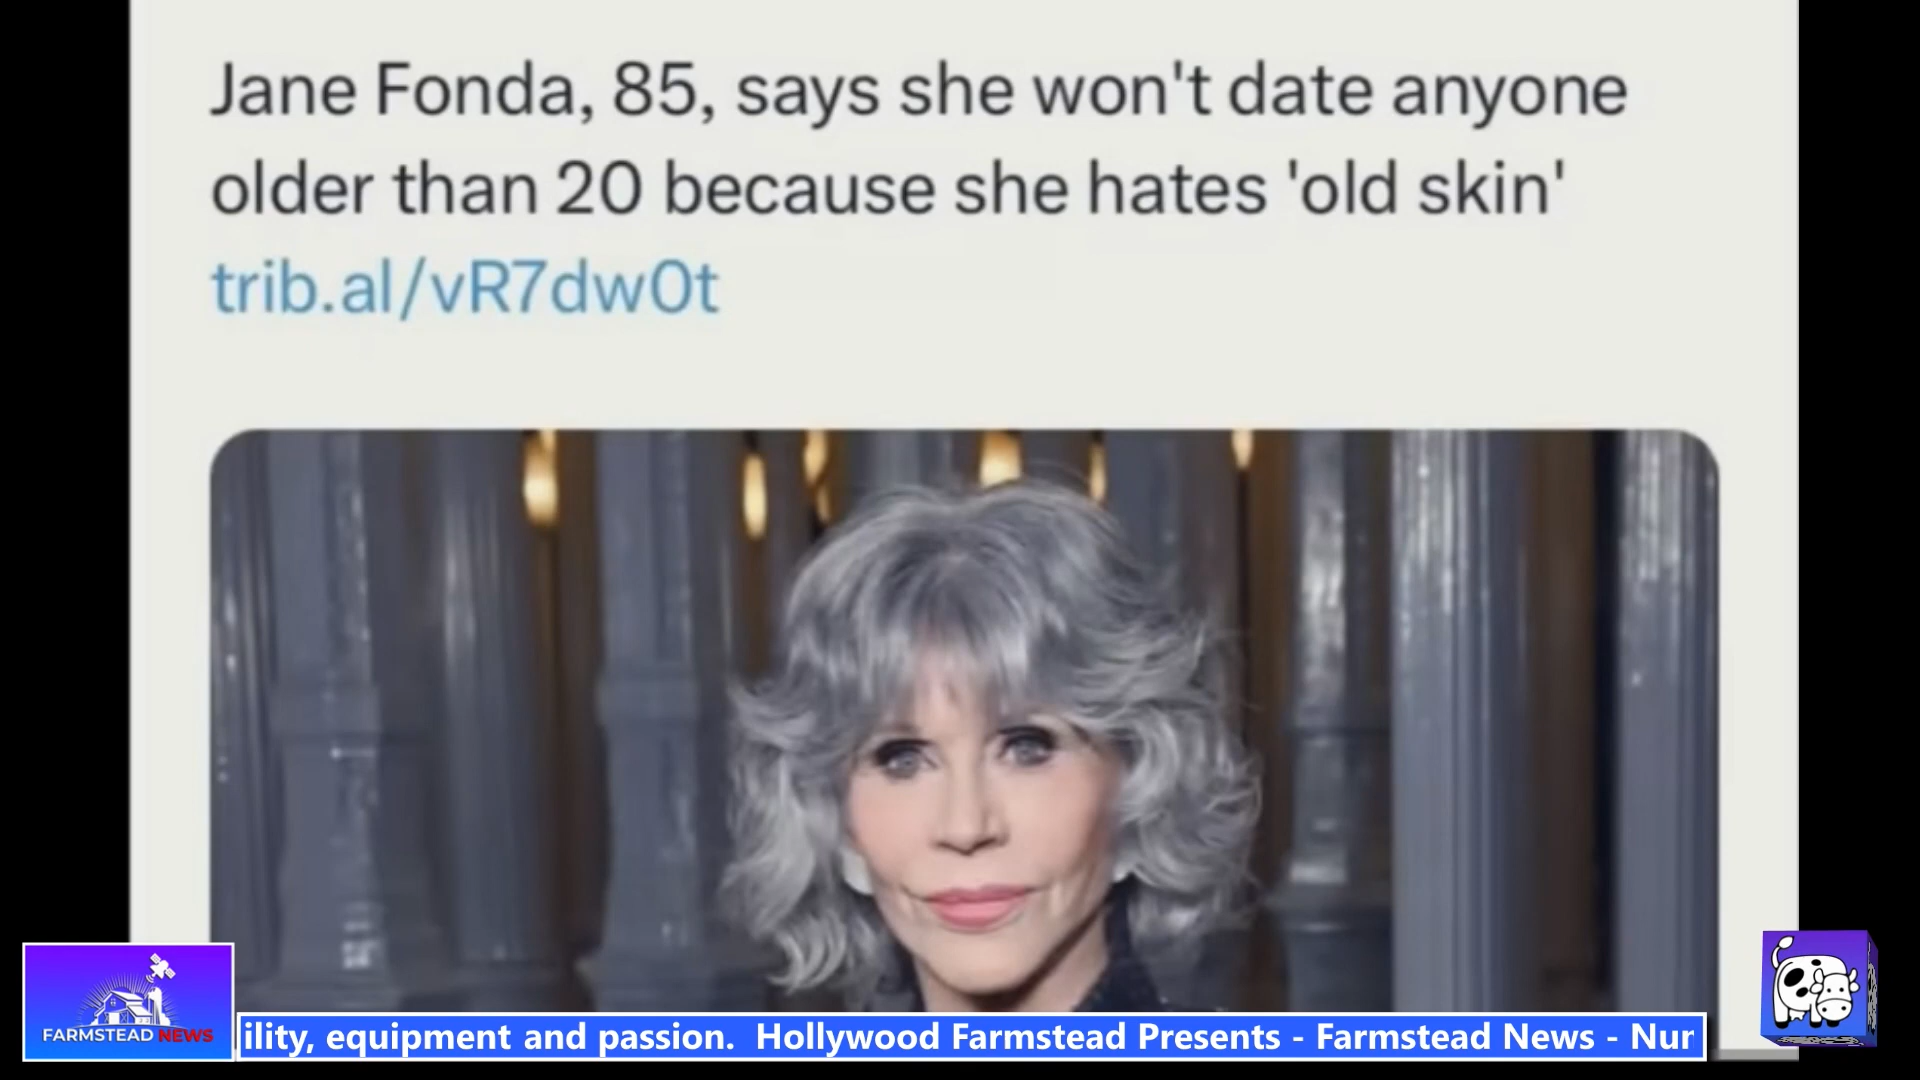 Jane Fonda, 85, says she won't date anyone
older than 20 because she hates 'old skin'
trib.al/vR7dw0t
FARMSTEAD NEWS
ility, equipment and passion.  Hollywood Farmstead Presents - Farmstead News - Nur